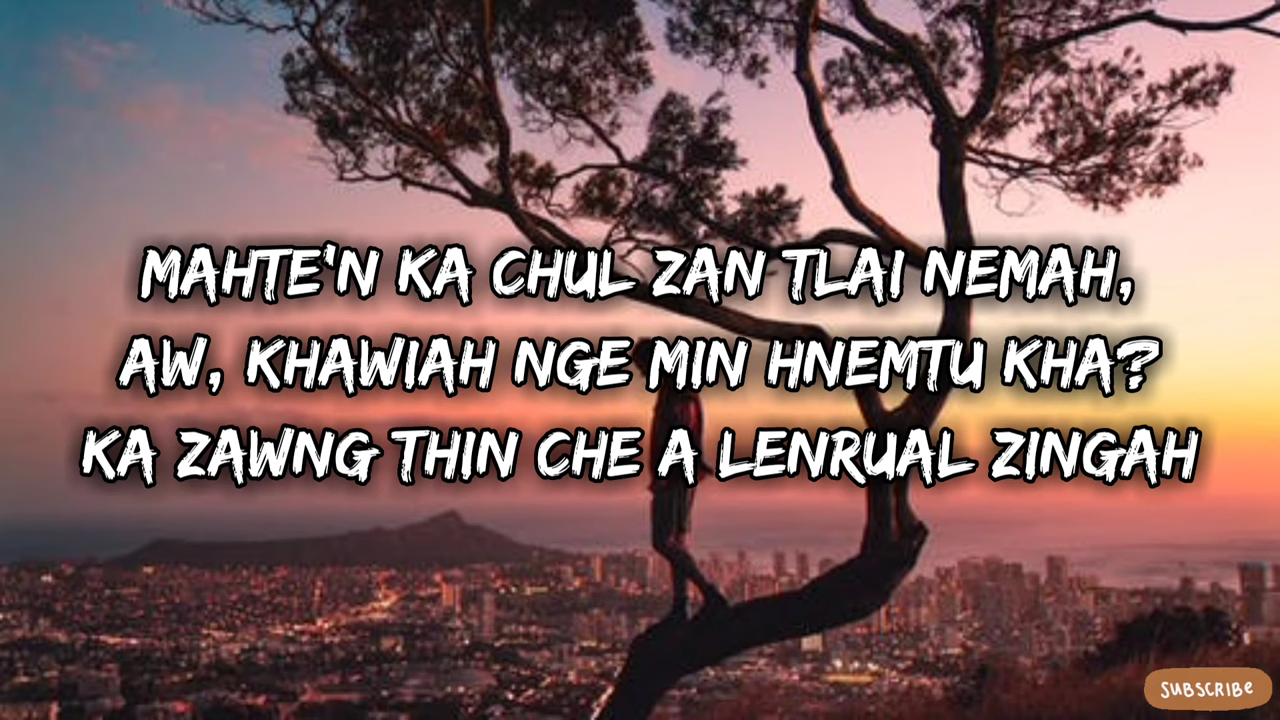 MAHTE'N KA CHUL ZAN TLAI NEMAH,
AW, KHAWIAH NGE MIN HNEMTU KHA?
KA ZAWNG THIN CHE A LENRUAL ZINGAH
SUBSCRIBE